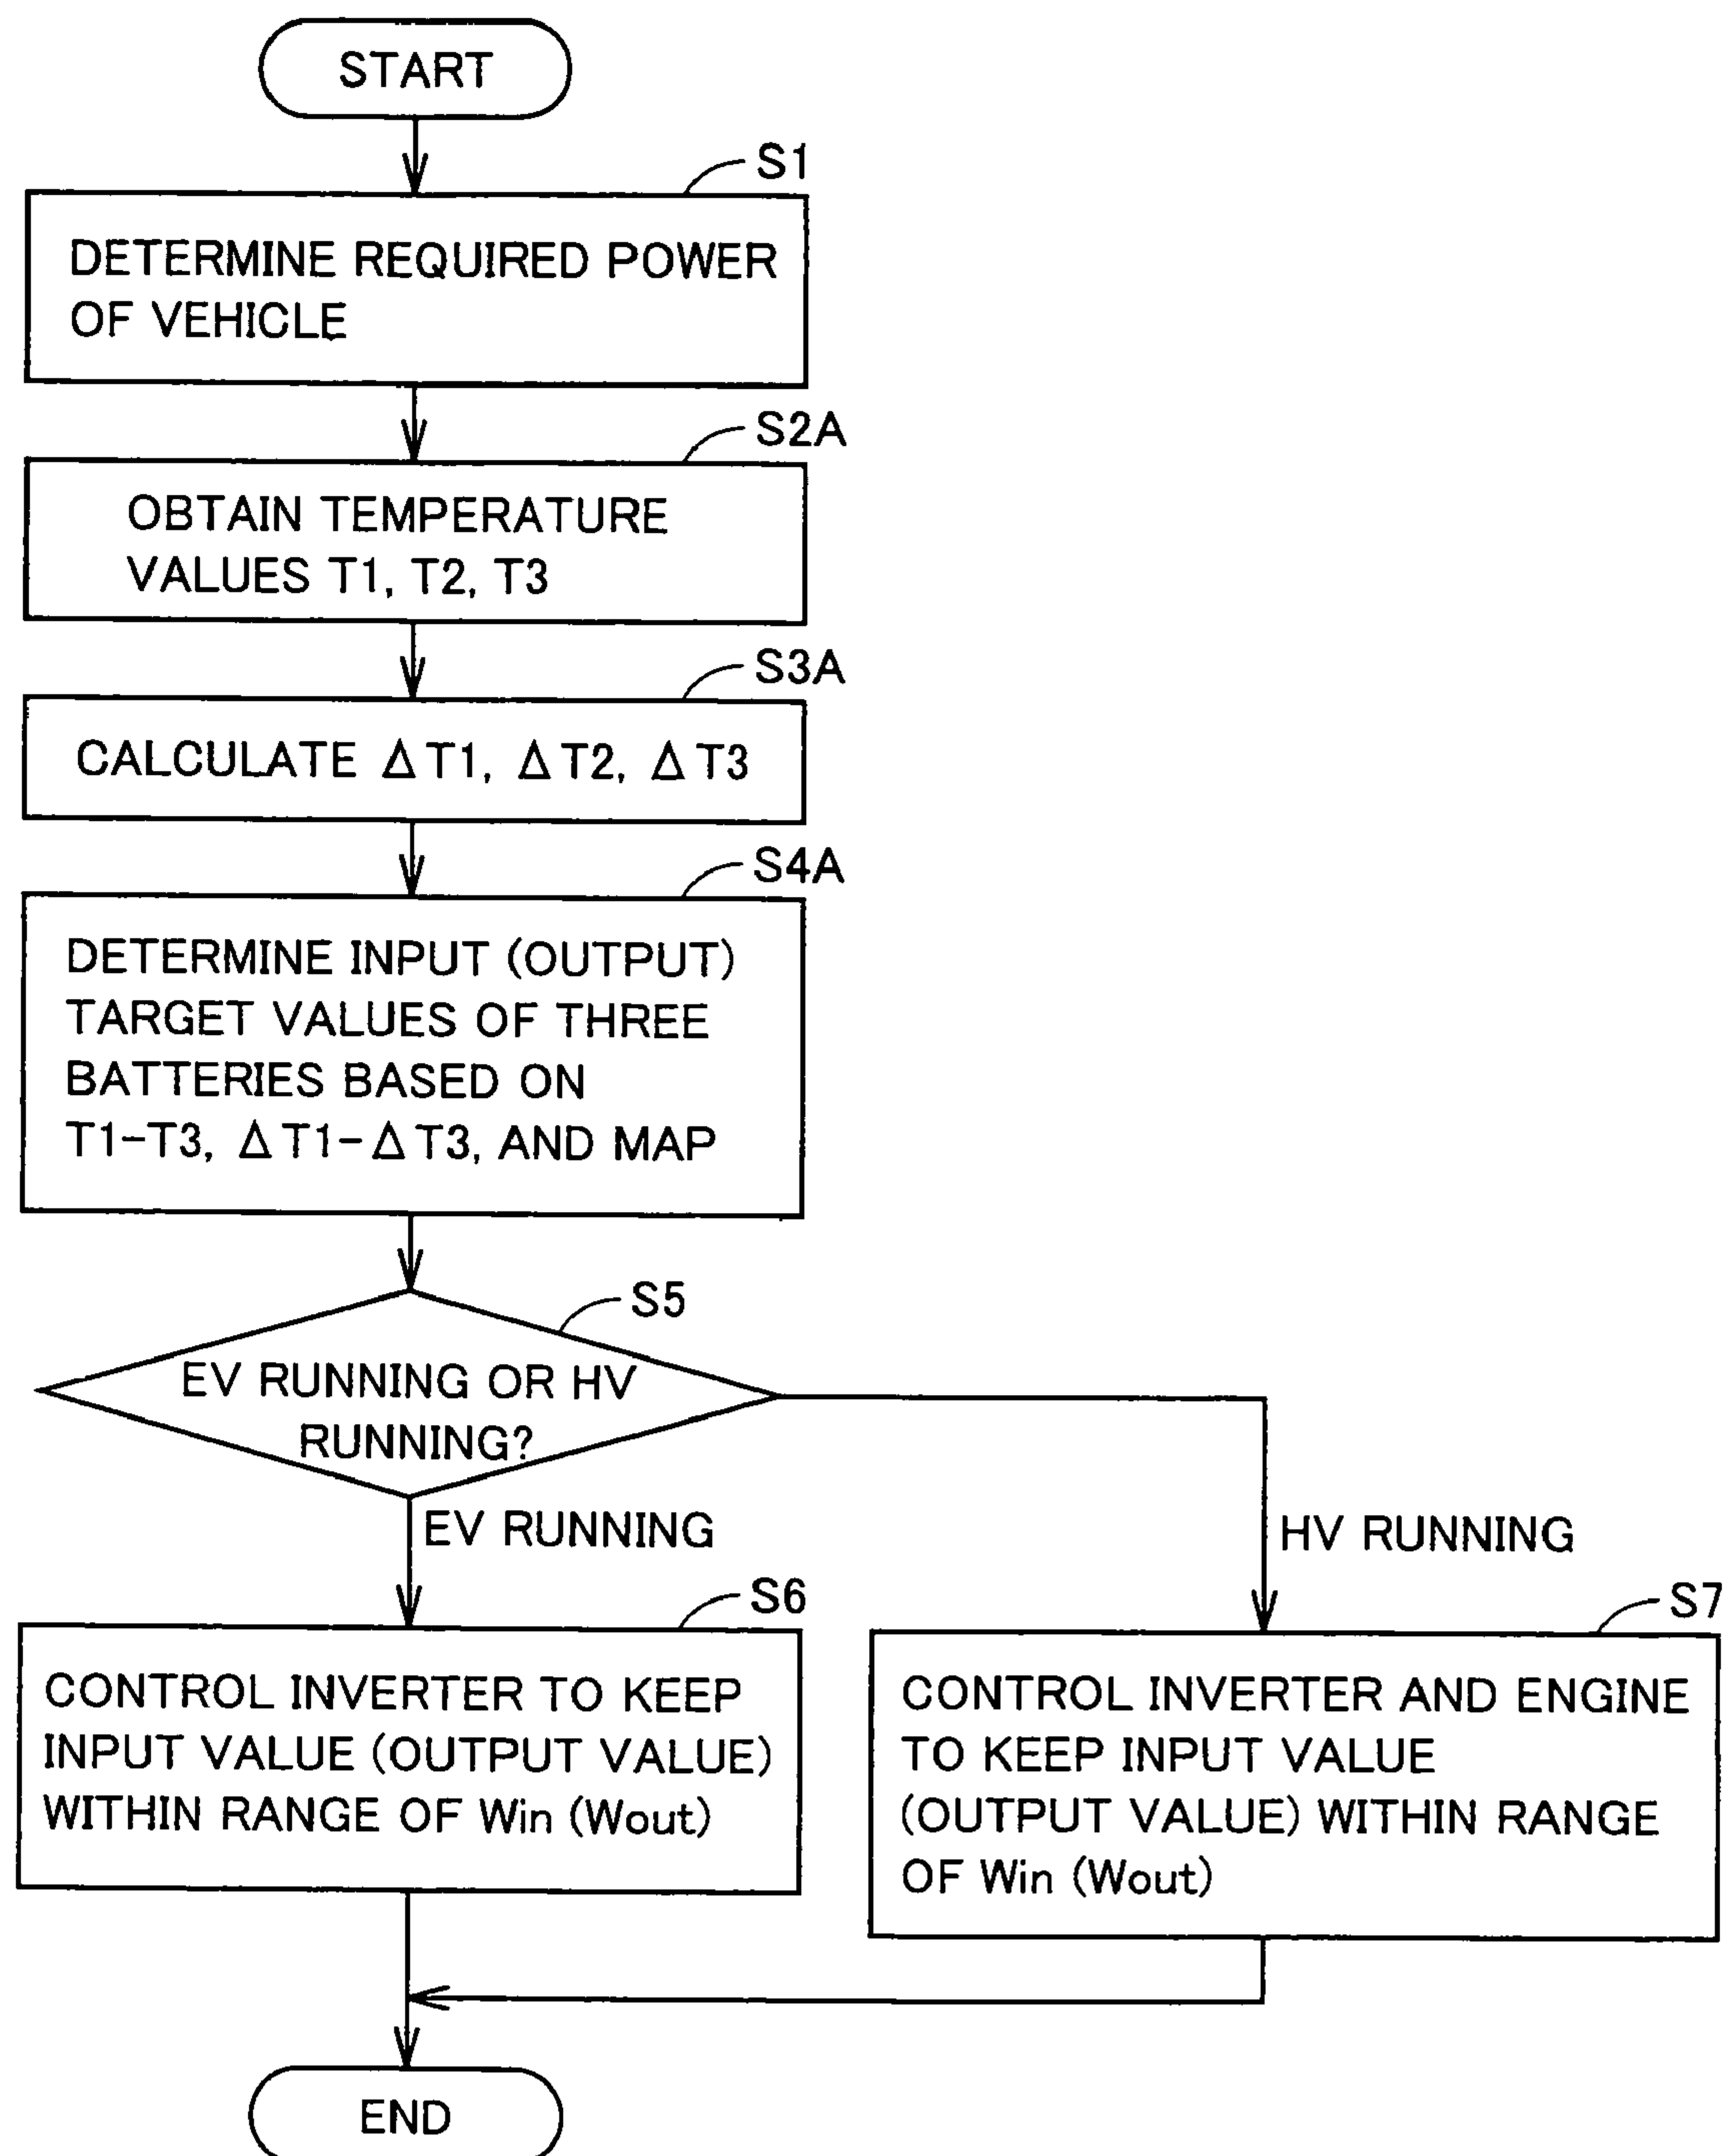 START
S1
DETERMINE REQUIRED POWER
OF VEHICLE
S2A
OBTAIN TEMPERATURE
VALUES T1, T2, T3
S3A
CALCULATE ΔT1, ΔT2, ΔT3
S4A
DETERMINE INPUT (OUTPUT)
TARGET VALUES OF THREE
BATTERIES BASED ON
T1-T3, ΔT1-ΔT3, AND MAP
S5
EV RUNNING OR HV
RUNNING?
EV RUNNING
HV RUNNING
S6
CONTROL INVERTER TO KEEP
INPUT VALUE (OUTPUT VALUE)
WITHIN RANGE OF Win (Wout)
S7
CONTROL INVERTER AND ENGINE
TO KEEP INPUT VALUE
(OUTPUT VALUE) WITHIN RANGE
OF Win (Wout)
END